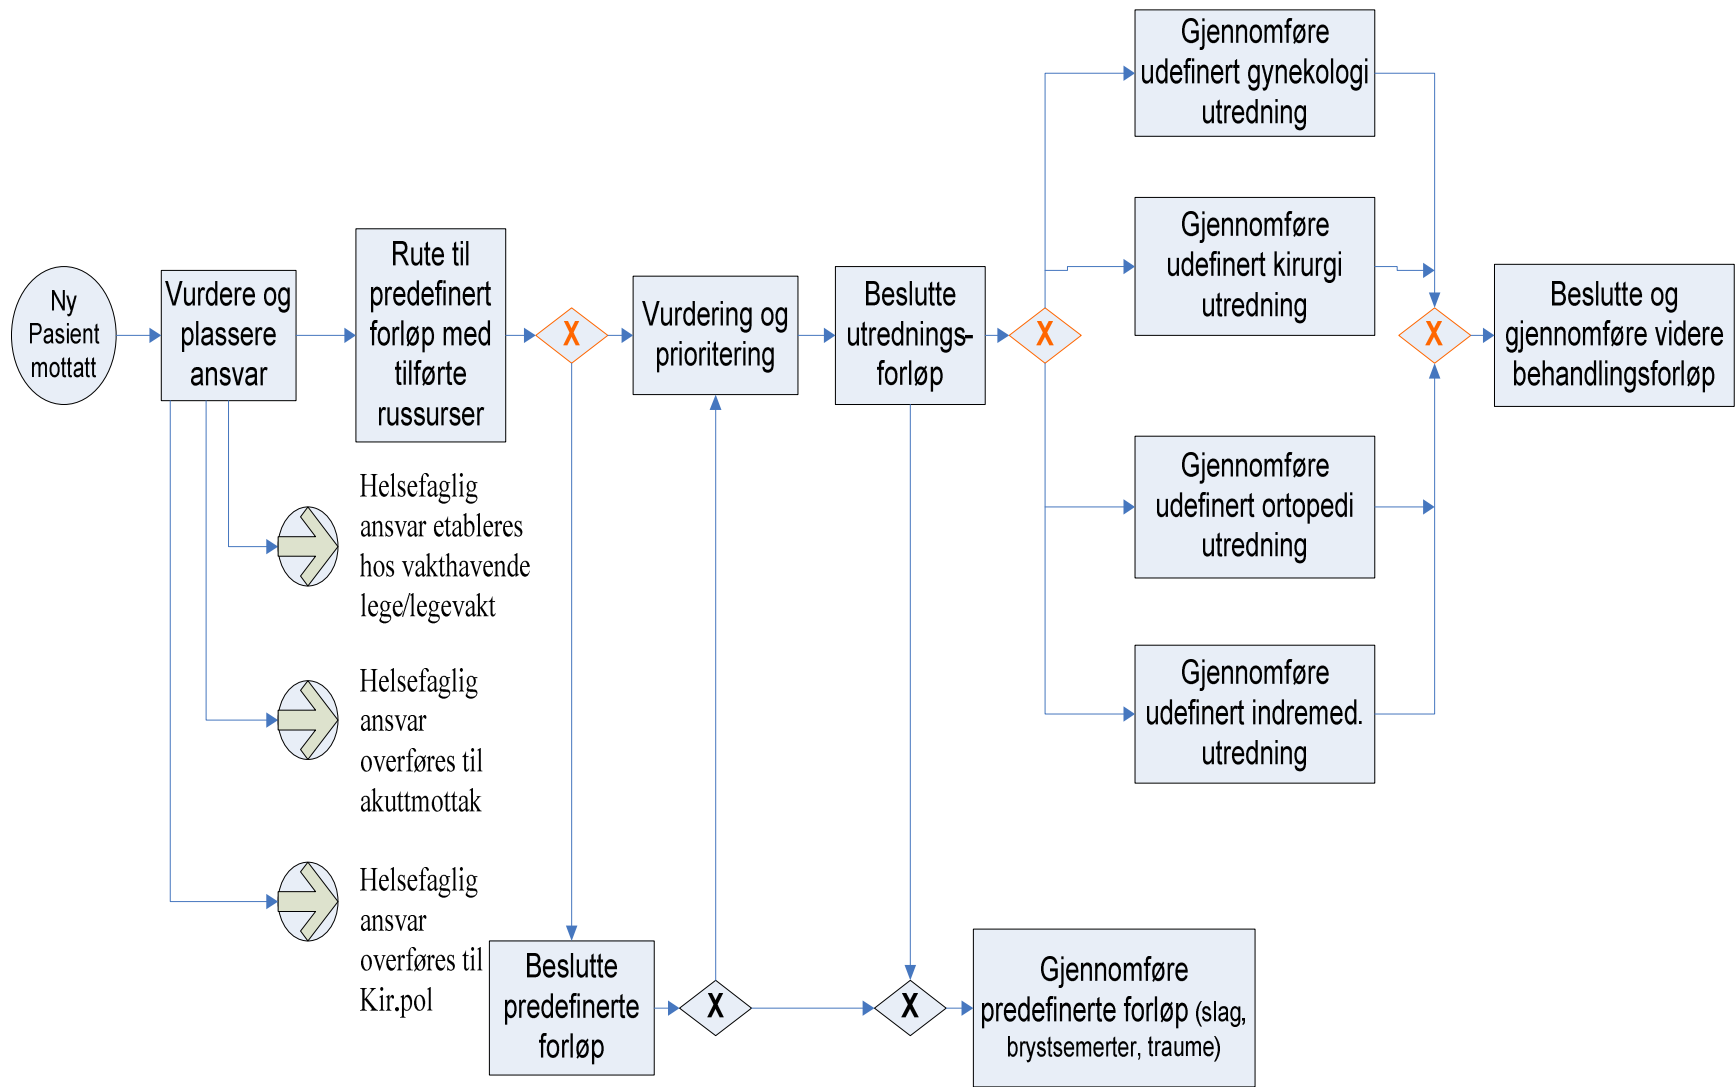 Ny
Pasient
mottatt
Vurdere og
plassere
ansvar
Rute til
predefinert
forløp med
tilførte
russurser
X
Vurdering og
prioritering
Beslutte
utrednings-
forløp
X
Gjennomføre
udefinert gynekologi
utredning
Gjennomføre
udefinert kirurgi
utredning
Gjennomføre
udefinert ortopedi
utredning
Gjennomføre
udefinert indremed.
utredning
X
Beslutte og
gjennomføre videre
behandlingsforløp
Helsefaglig
ansvar etableres
hos vakthavende
lege/legevakt
Helsefaglig
ansvar
overføres til
akuttmottak
Helsefaglig
ansvar
overføres til
Kir.pol
Beslutte
predefinerte
forløp
X
X
Gjennomføre
predefinerte forløp (slag,
brystsemerter, traume)